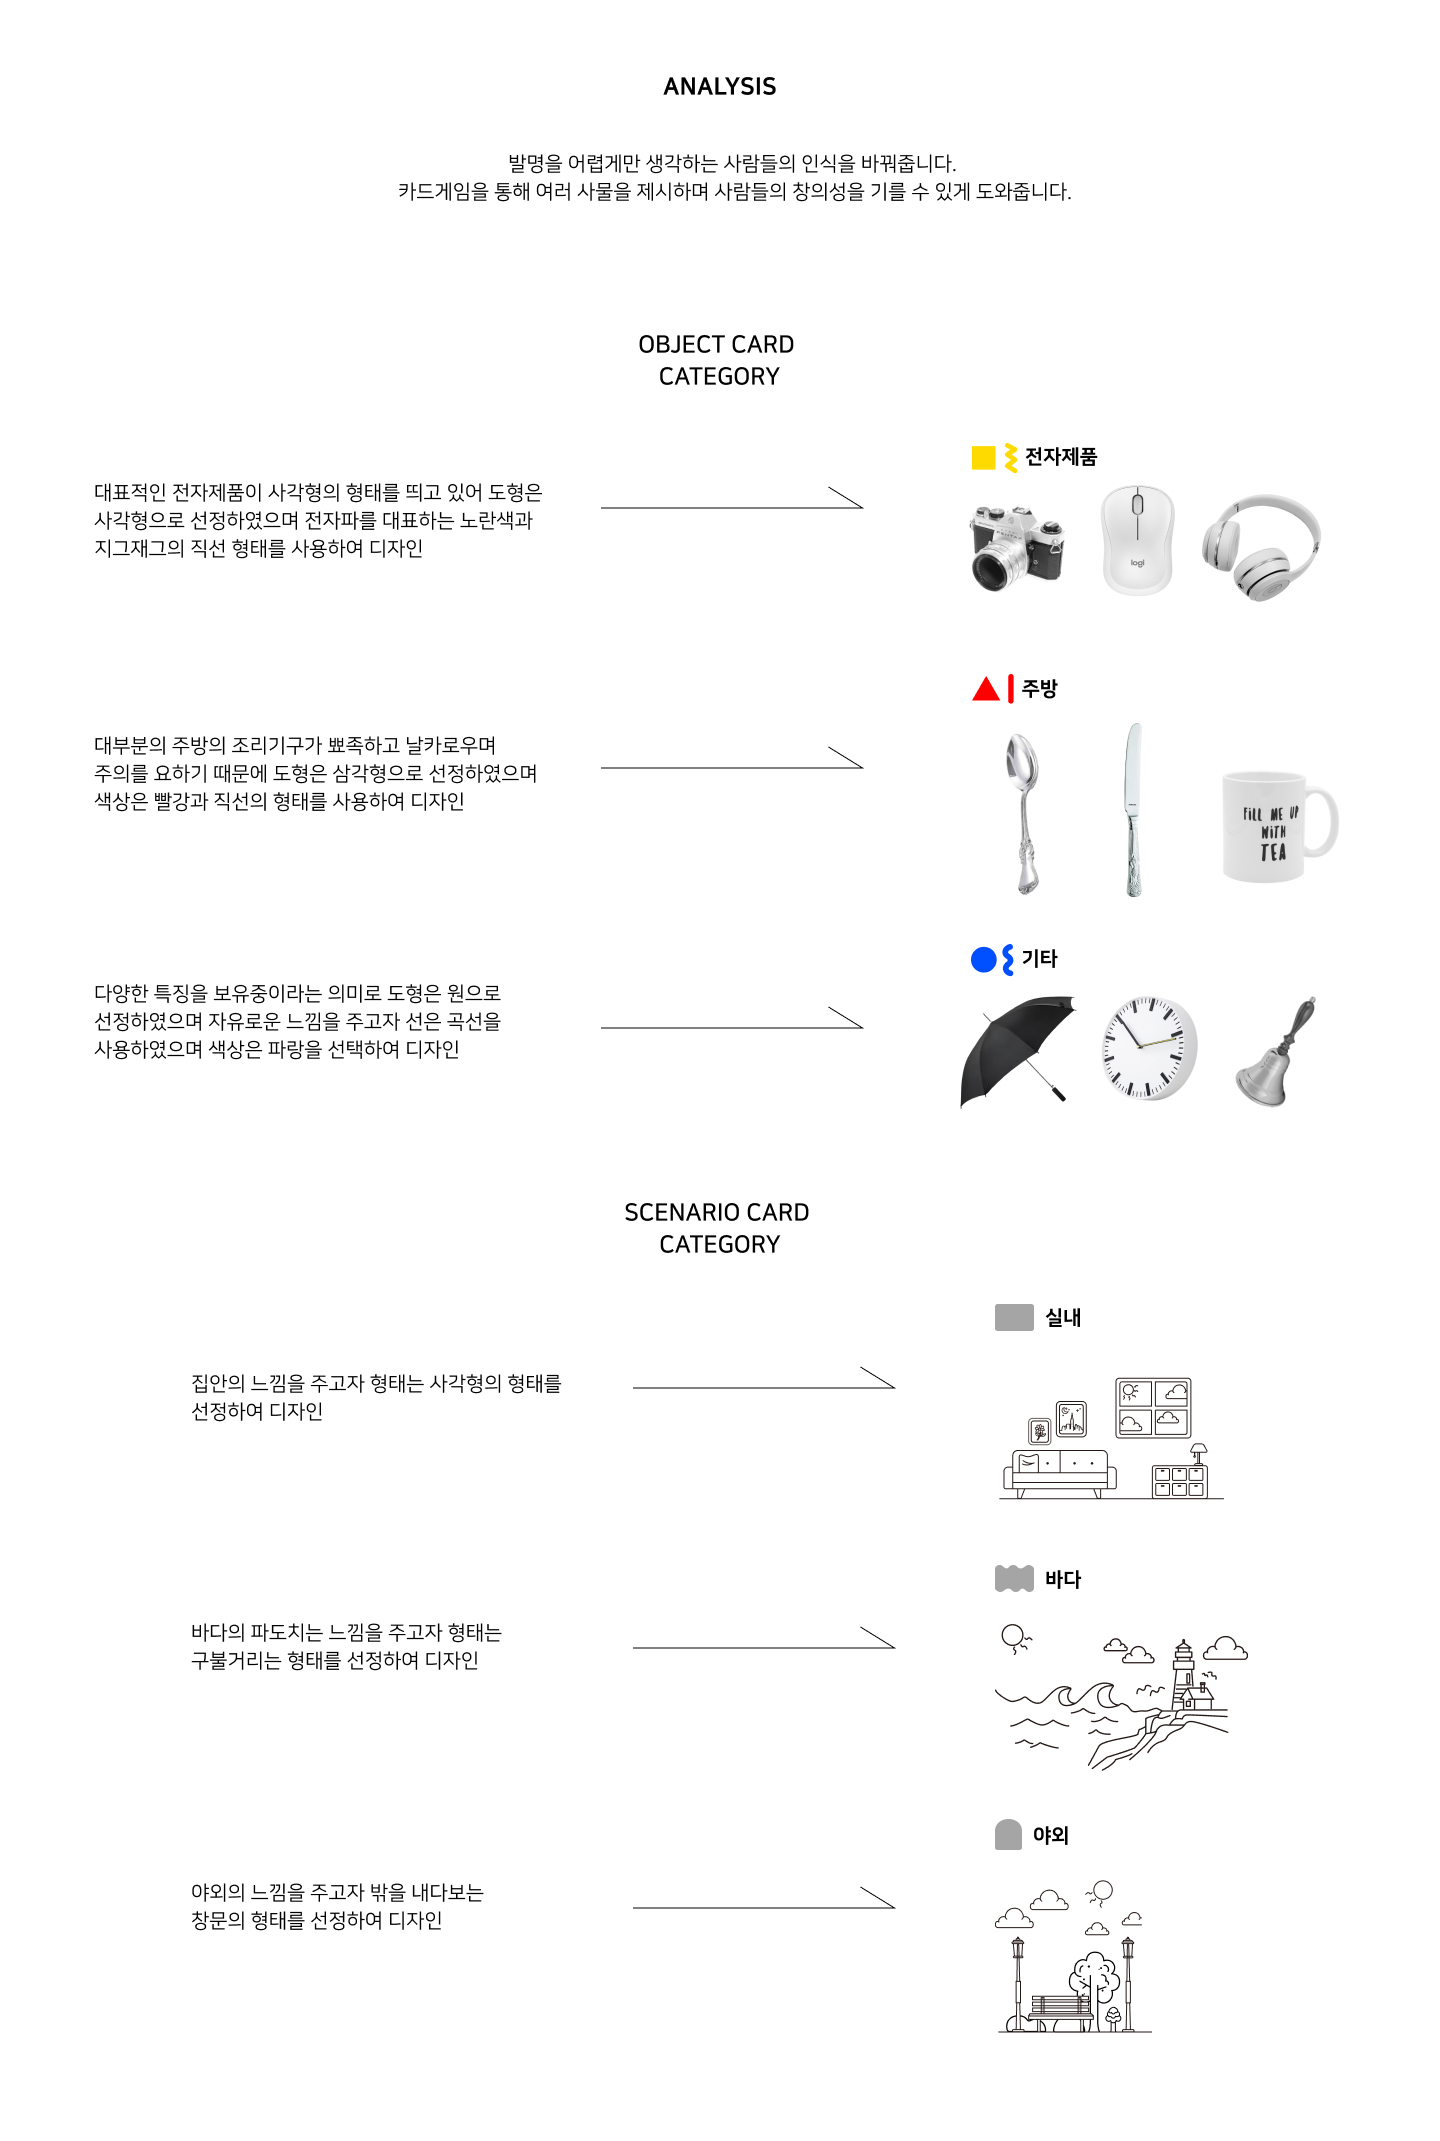 ANALYSIS
발명을 어렵게만 생각하는 사람들의 인식을 바꿔줍니다.
카드게임을 통해 여러 사물을 제시하며 사람들의 창의성을 기를 수 있게 도와줍니다.
OBJECT CARD
CATEGORY
대표적인 전자제품이 사각형의 형태를 띄고 있어 도형은
사각형으로 선정하였으며 전자파를 대표하는 노란색과
지그재그의 직선 형태를 사용하여 디자인
전자제품
logi
대부분의 주방의 조리기구가 뾰족하고 날카로우며
주의를 요하기 때문에 도형은 삼각형으로 선정하였으며
색상은 빨강과 직선의 형태를 사용하여 디자인
주방
FILL ME UP
WITH
TEA
다양한 특징을 보유중이라는 의미로 도형은 원으로
선정하였으며 자유로운 느낌을 주고자 선은 곡선을
사용하였으며 색상은 파랑을 선택하여 디자인
기타
SCENARIO CARD
CATEGORY
집안의 느낌을 주고자 형태는 사각형의 형태를
선정하여 디자인
실내
바다의 파도치는 느낌을 주고자 형태는
구불거리는 형태를 선정하여 디자인
바다
야외의 느낌을 주고자 밖을 내다보는
창문의 형태를 선정하여 디자인
야외